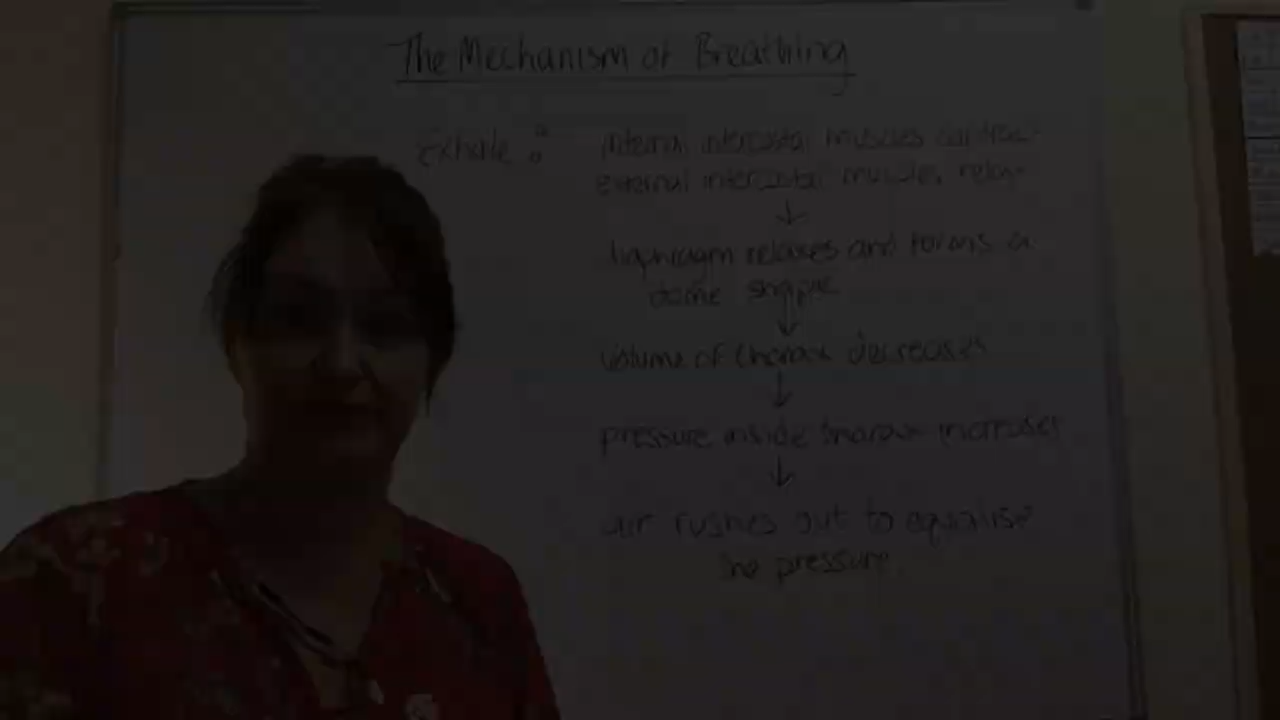 The Mechanism of Breathing
Exhale : internal intercostal muscles contrac
external intercostal muscles relax
↓
diaphragm relaxes and forms a
dome shape
↓
volume of thorax decreases
↓
pressure inside thorax increases
↓
air rushes out to equalise
the pressure.